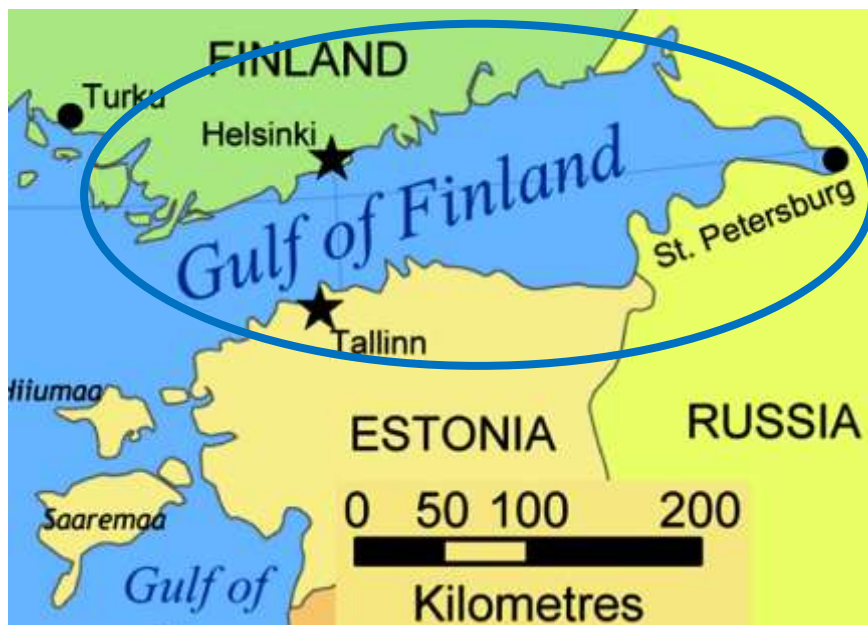 FINLAND
Turku
Helsinki
Gulf of Finland
St. Petersburg
Tallinn
Hiiumaa
ESTONIA
RUSSIA
Saaremaa
0 50 100 200
Gulf of
Kilometres